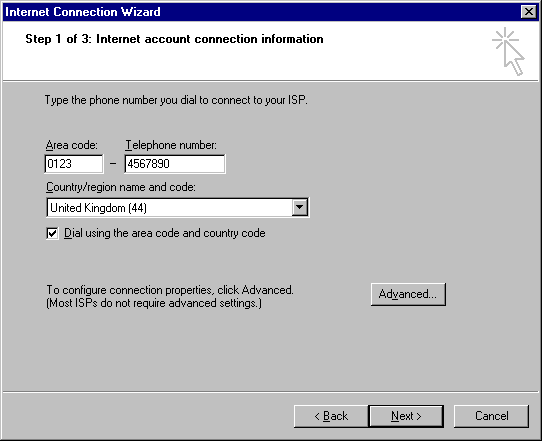 Internet Connection Wizard
Step 1 of 3: Internet account connection information
Type the phone number you dial to connect to your ISP.
Area code: Telephone number:
0123 – 4567890
Country/region name and code:
United Kingdom (44)
Dial using the area code and country code
To configure connection properties, click Advanced.
(Most ISPs do not require advanced settings.)
Advanced...
< Back Next > Cancel